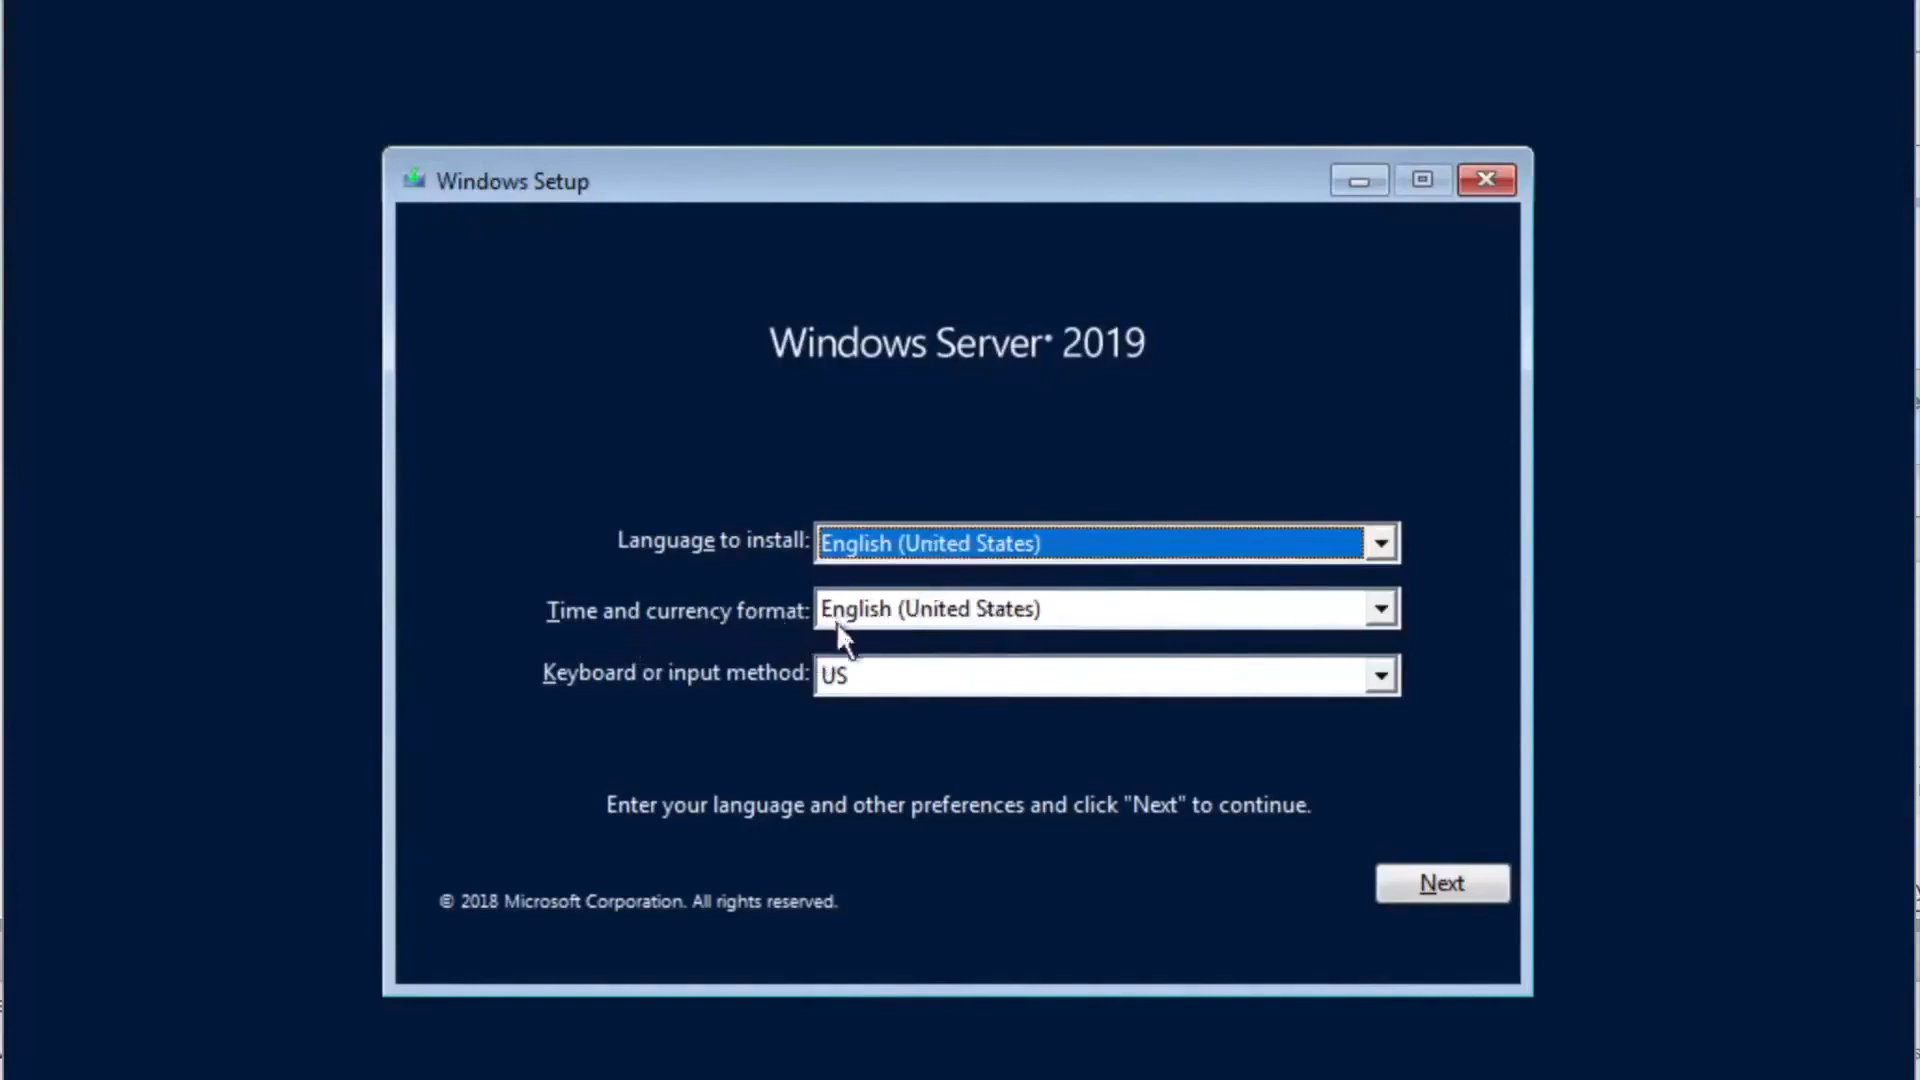 Windows Setup
Windows Server® 2019
Language to install: English (United States)
Time and currency format: English (United States)
Keyboard or input method: US
Enter your language and other preferences and click "Next" to continue.
Next
© 2018 Microsoft Corporation. All rights reserved.